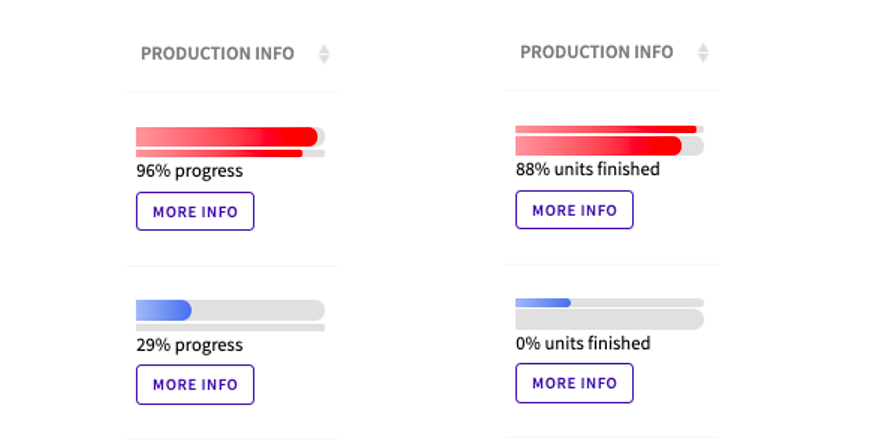 PRODUCTION INFO
96% progress
MORE INFO
29% progress
MORE INFO
PRODUCTION INFO
88% units finished
MORE INFO
0% units finished
MORE INFO